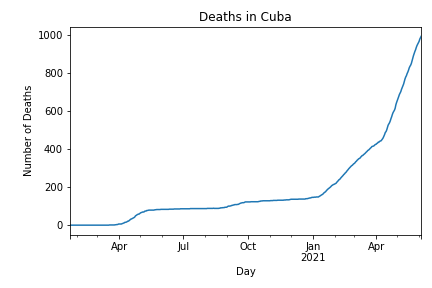 Deaths in Cuba
1000
800
600
400
200
0
Number of Deaths
Apr
Jul
Oct
Jan
2021
Apr
Day